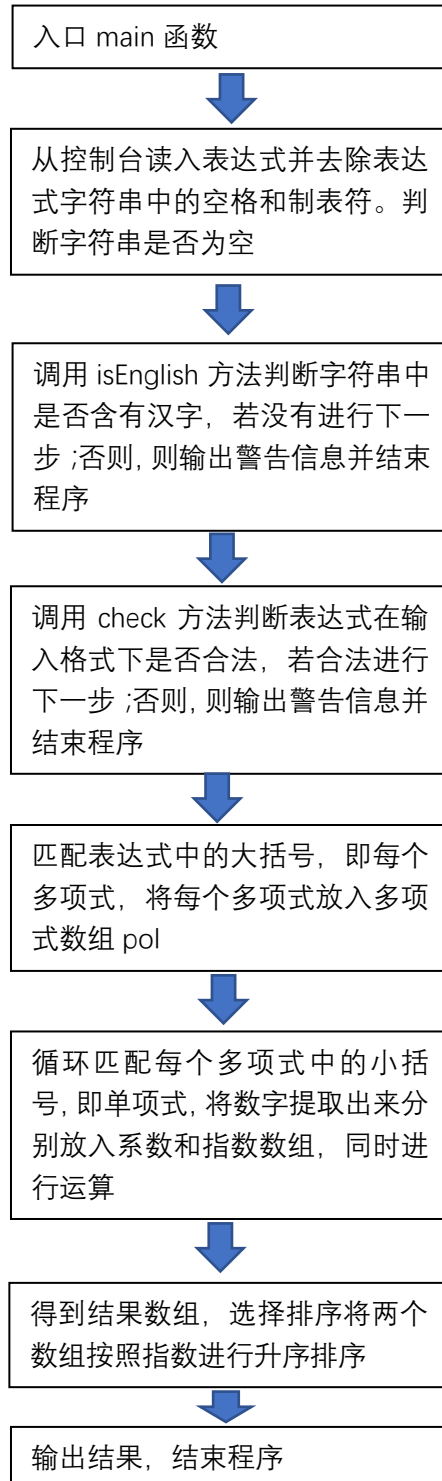 入口 main 函数
从控制台读入表达式并去除表达
式字符串中的空格和制表符。判
断字符串是否为空
调用 isEnglish 方法判断字符串中
是否含有汉字，若没有进行下一
步；否则，则输出警告信息并结束
程序
调用 check 方法判断表达式在输
入格式下是否合法，若合法进行
下一步；否则，则输出警告信息并
结束程序
匹配表达式中的大括号，即每个
多项式，将每个多项式放入多项
式数组 pol
循环匹配每个多项式中的小括
号，即单项式，将数字提取出来分
别放入系数和指数数组，同时进
行运算
得到结果数组，选择排序将两个
数组按照指数进行升序排序
输出结果，结束程序